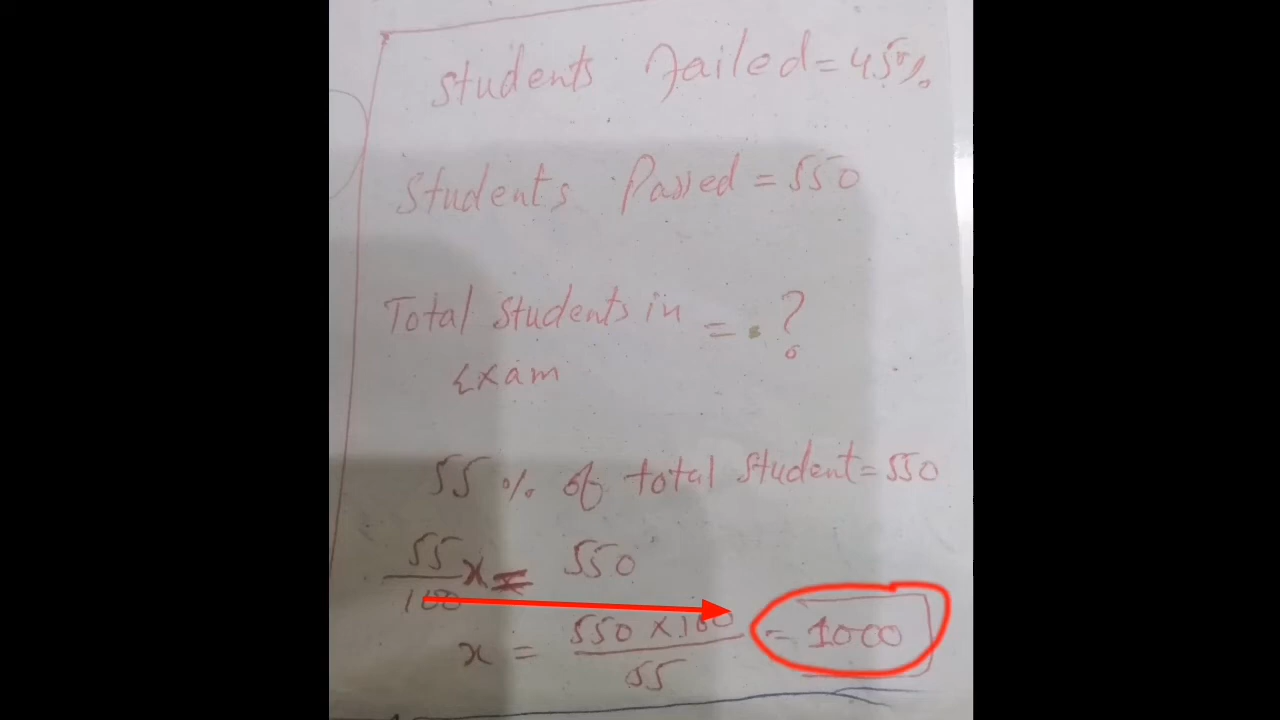 Students failed = 45%
Students Passed = 550
Total Students in = ?
Exam
55 % of total student = 550
55/100 x = 550
x = 550 x 100/55 = 1000